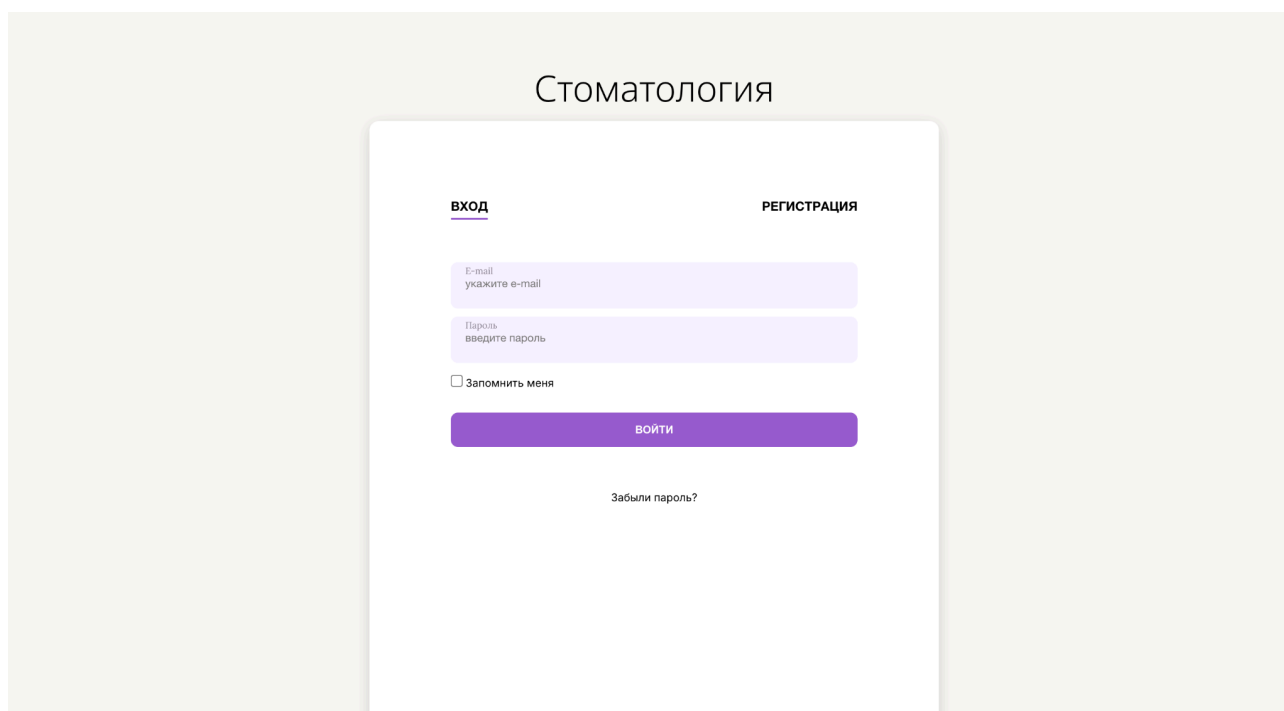 Стоматология
ВХОД РЕГИСТРАЦИЯ
E-mail
укажите e-mail
Пароль
введите пароль
Запомнить меня
ВОЙТИ
Забыли пароль?